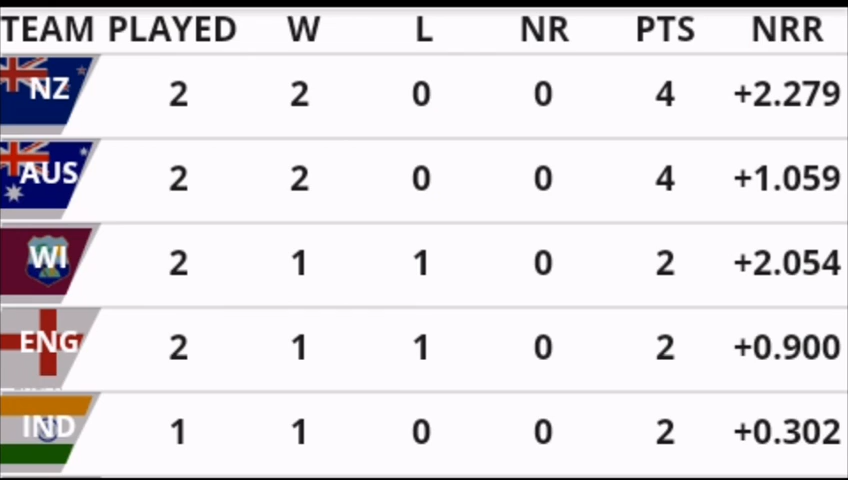 TEAM PLAYED W L NR PTS NRR
NZ 2 2 0 0 4 +2.279
AUS 2 2 0 0 4 +1.059
WI 2 1 1 0 2 +2.054
ENG 2 1 1 0 2 +0.900
IND 1 1 0 0 2 +0.302